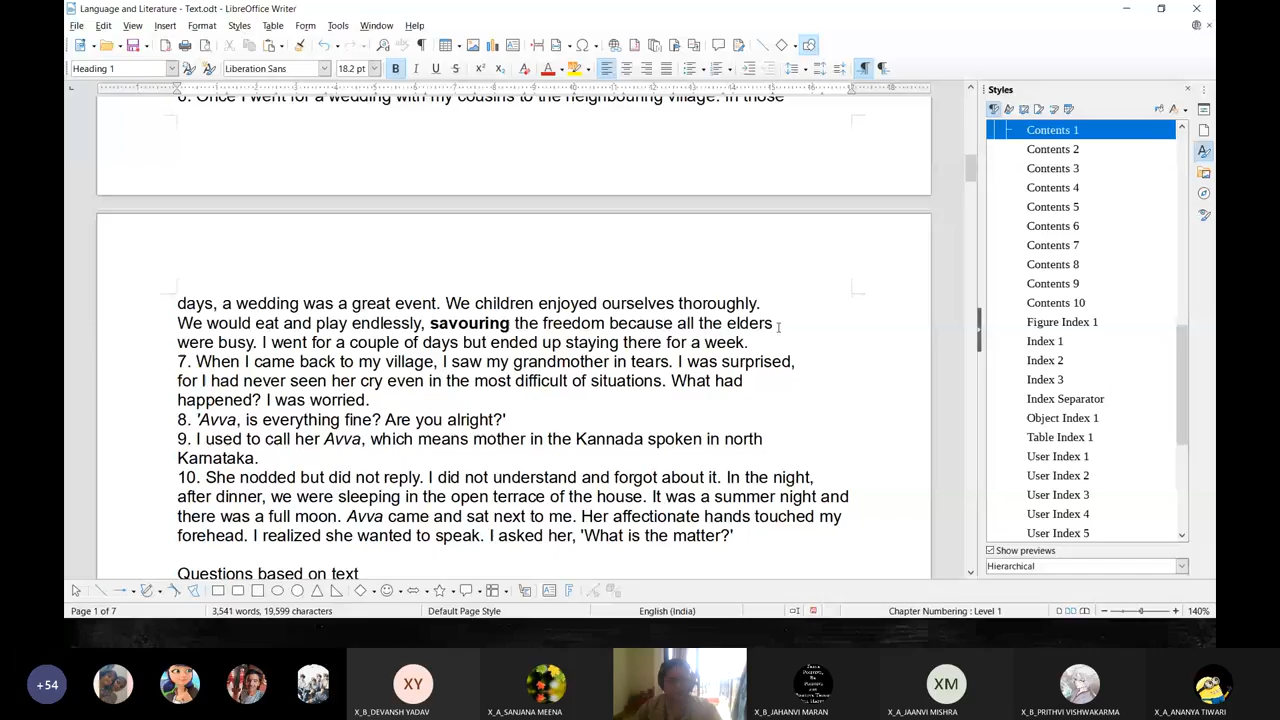 Language and Literature - Text.odt - LibreOffice Writer
File Edit View Insert Format Styles Table Form Tools Window Help
Heading 1 Liberation Sans 18.2 pt
6. Once I went for a wedding with my cousins to the neighbouring village. In those
days, a wedding was a great event. We children enjoyed ourselves thoroughly.
We would eat and play endlessly, savouring the freedom because all the elders
were busy. I went for a couple of days but ended up staying there for a week.
7. When I came back to my village, I saw my grandmother in tears. I was surprised,
for I had never seen her cry even in the most difficult of situations. What had
happened? I was worried.
8. 'Avva, is everything fine? Are you alright?'
9. I used to call her Avva, which means mother in the Kannada spoken in north
Karnataka.
10. She nodded but did not reply. I did not understand and forgot about it. In the night,
after dinner, we were sleeping in the open terrace of the house. It was a summer night and
there was a full moon. Avva came and sat next to me. Her affectionate hands touched my
forehead. I realized she wanted to speak. I asked her, 'What is the matter?'
Questions based on text
Styles
Contents 1
Contents 2
Contents 3
Contents 4
Contents 5
Contents 6
Contents 7
Contents 8
Contents 9
Contents 10
Figure Index 1
Index 1
Index 2
Index 3
Index Separator
Object Index 1
Table Index 1
User Index 1
User Index 2
User Index 3
User Index 4
User Index 5
Show previews
Hierarchical
Page 1 of 7 3,541 words, 19,599 characters Default Page Style English (India) Chapter Numbering : Level 1 140%
+54 XY XM
X_B_DEVANSH YADAV X_A_SANJANA MEENA X_B_JAHANVI MARAN X_A_JAANVI MISHRA X_B_PRITHVI VISHWAKARMA X_A_ANANYA TIWARI